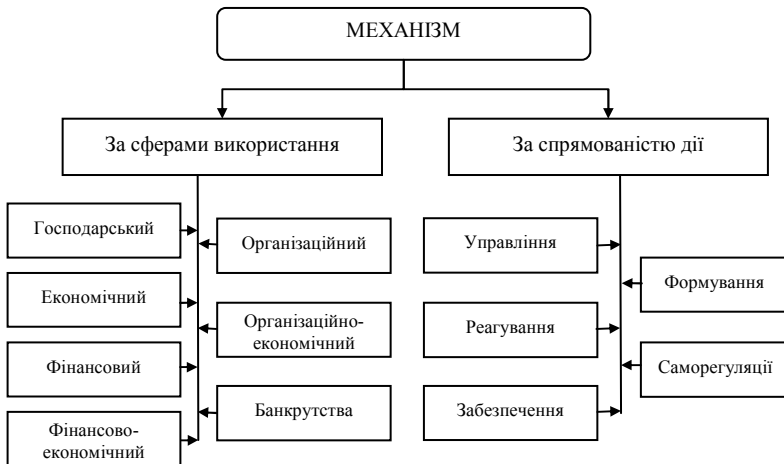 МЕХАНІЗМ
За сферами використання
За спрямованістю дії
Господарський
Організаційний
Економічний
Організаційно-
економічний
Фінансовий
Банкрутства
Фінансово-
економічний
Управління
Формування
Реагування
Саморегуляції
Забезпечення